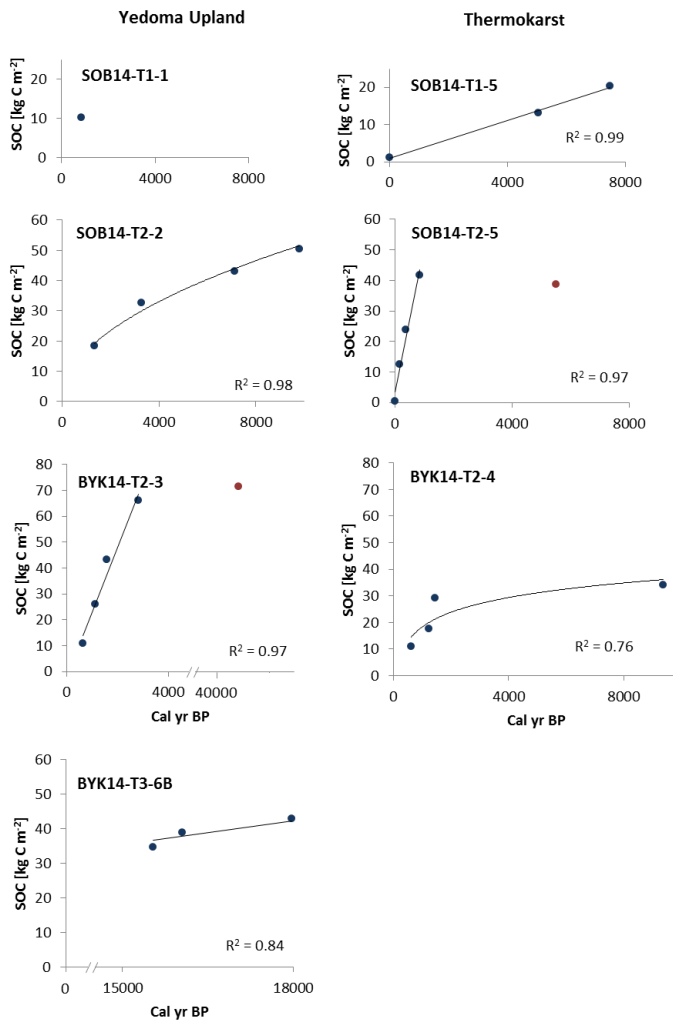 Yedoma Upland
Thermokarst
SOB14-T1-1
SOC [kg C m⁻²]
20
10
0
0 4000 8000
SOB14-T1-5
SOC [kg C m⁻²]
20
10
0
R² = 0.99
0 4000 8000
SOB14-T2-2
SOC [kg C m⁻²]
60
50
40
30
20
10
0
R² = 0.98
0 4000 8000
SOB14-T2-5
SOC [kg C m⁻²]
60
50
40
30
20
10
0
R² = 0.97
0 4000 8000
BYK14-T2-3
SOC [kg C m⁻²]
80
70
60
50
40
30
20
10
0
R² = 0.97
0 4000 40000
Cal yr BP
BYK14-T2-4
SOC [kg C m⁻²]
80
70
60
50
40
30
20
10
0
R² = 0.76
0 4000 8000
Cal yr BP
BYK14-T3-6B
SOC [kg C m⁻²]
60
50
40
30
20
10
0
R² = 0.84
0 15000 18000
Cal yr BP